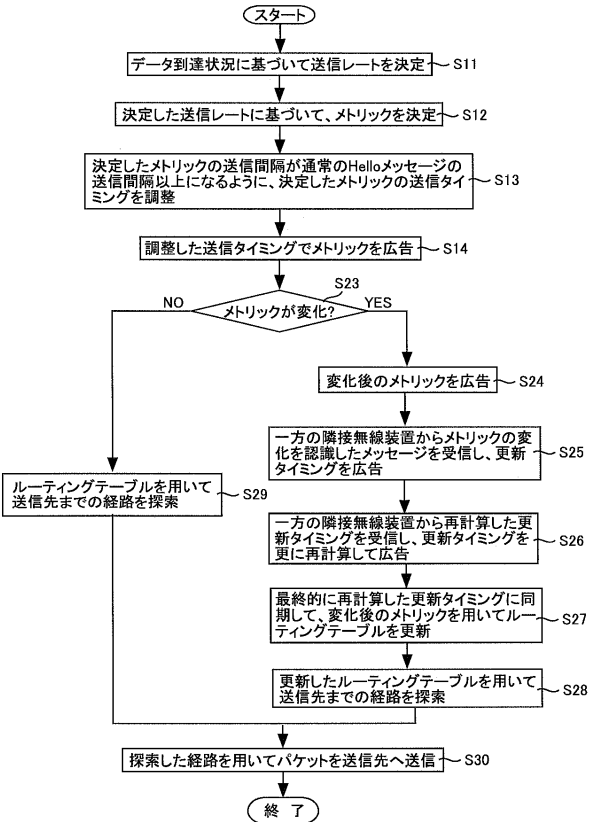 スタート
データ到達状況に基づいて送信レートを決定
S11
決定した送信レートに基づいて、メトリックを決定
S12
決定したメトリックの送信間隔が通常のHelloメッセージの
送信間隔以上になるように、決定したメトリックの送信タイ
ミングを調整
S13
調整した送信タイミングでメトリックを広告
S14
S23
メトリックが変化?
NO
YES
変化後のメトリックを広告
S24
一方の隣接無線装置からメトリックの変
化を認識したメッセージを受信し、更新
タイミングを広告
S25
ルーティングテーブルを用いて
送信先までの経路を探索
S29
一方の隣接無線装置から再計算した更
新タイミングを受信し、更新タイミングを
更に再計算して広告
S26
最終的に再計算した更新タイミングに同
期して、変化後のメトリックを用いてルー
ティングテーブルを更新
S27
更新したルーティングテーブルを用いて
送信先までの経路を探索
S28
探索した経路を用いてパケットを送信先へ送信
S30
終 了